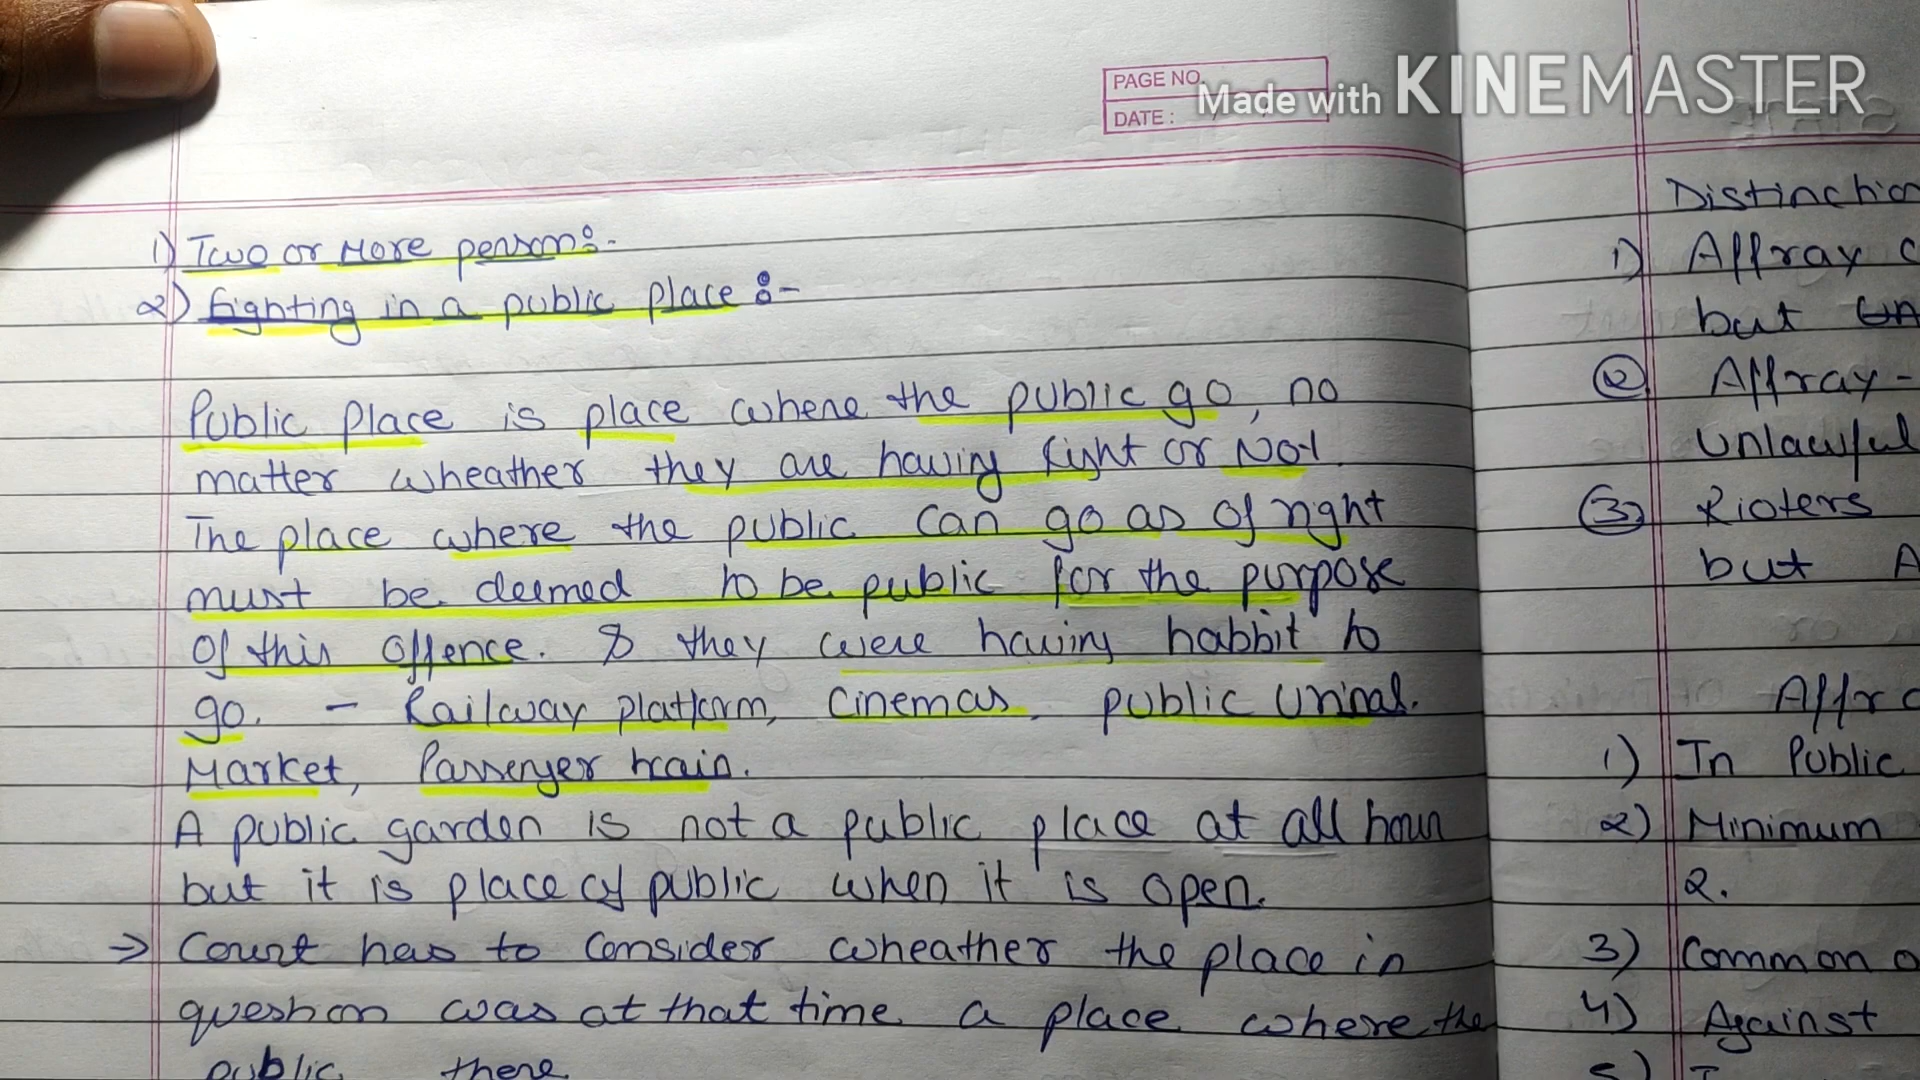 PAGE NO.
DATE :
Made with KINEMASTER
1) Two or More person:-
2) fighting in a public place :-
Public Place is place where the public go, no
matter wheather they are having right or Not.
The place where the public can go as of right
must be deemed to be public for the purpose
of this offence. & they were having habbit to
go. - Railway platform, Cinemas, public Urinal.
Market, Passenger train.
A public garden is not a public place at all hour
but it is place of public when it is open.
→ Court has to Consider wheather the place in
question was at that time a place where the
public there
Distinction
1) Affray
but
② Affray -
Unlawful
③ Rioters
but A
Affr
1) In Public
2) Minimum
2.
3) Common o
4) Against
5)